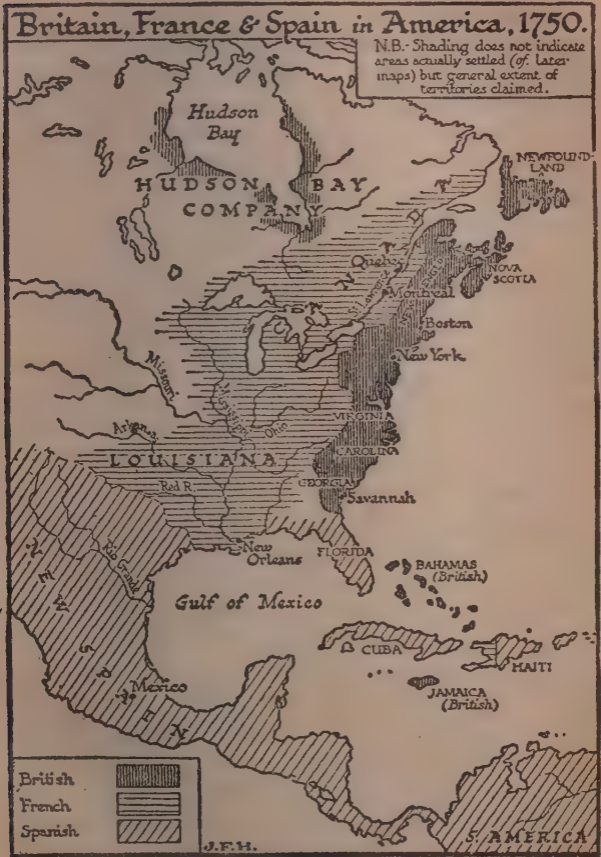 Britain, France & Spain in America, 1750.
N.B.- Shading does not indicate
areas actually settled (cf. later
maps) but general extent of
territories claimed.
Hudson
Bay
HUDSON BAY
COMPANY
NEWFOUND-
LAND
Quebec
NOVA
SCOTIA
St Lawrence
Montreal
Boston
New York
Missouri
Mississippi
Ohio
VIRGINIA
Arkansas
CAROLINA
LOUISIANA
Red R.
GEORGIA
Savannah
New
Orleans
FLORIDA
Rio Grande
BAHAMAS
(British)
NEW SPAIN
Gulf of Mexico
CUBA
HAITI
Mexico
JAMAICA
(British)
British
French
Spanish
J.F.H.
S. AMERICA